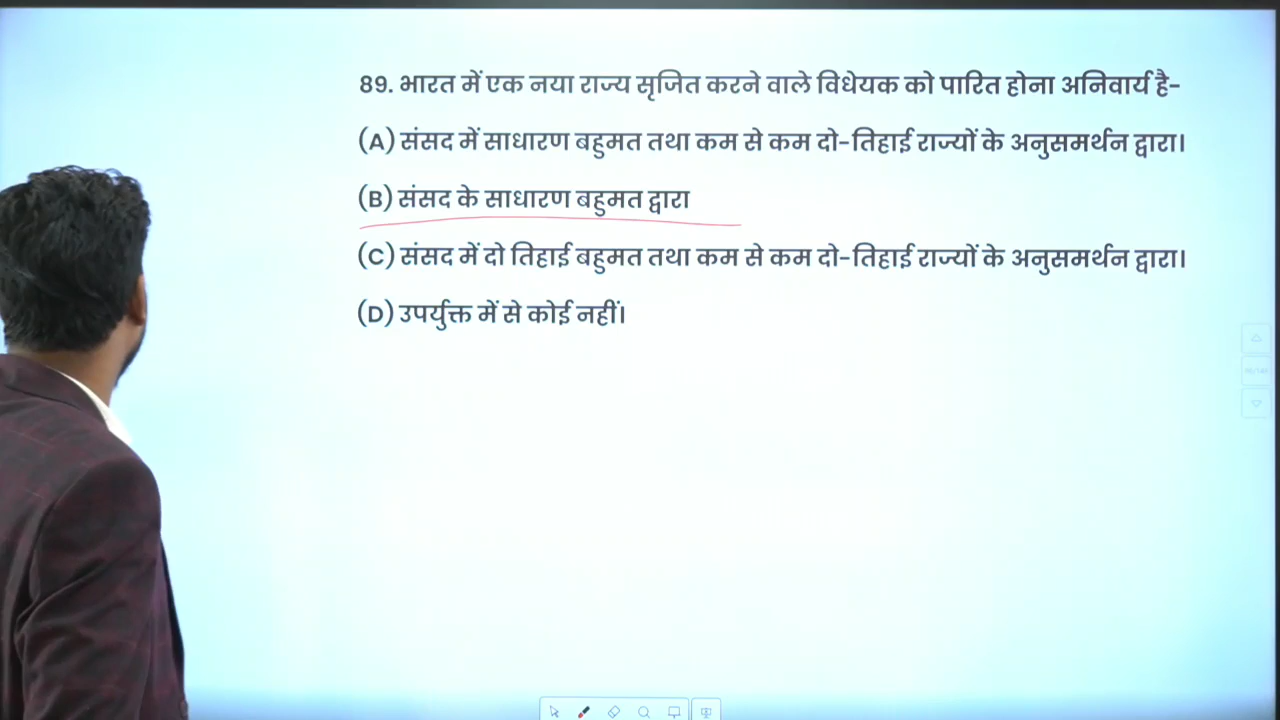 89. भारत में एक नया राज्य सृजित करने वाले विधेयक को पारित होना अनिवार्य है-
(A) संसद में साधारण बहुमत तथा कम से कम दो-तिहाई राज्यों के अनुसमर्थन द्वारा।
(B) संसद के साधारण बहुमत द्वारा
(C) संसद में दो तिहाई बहुमत तथा कम से कम दो-तिहाई राज्यों के अनुसमर्थन द्वारा।
(D) उपर्युक्त में से कोई नहीं।